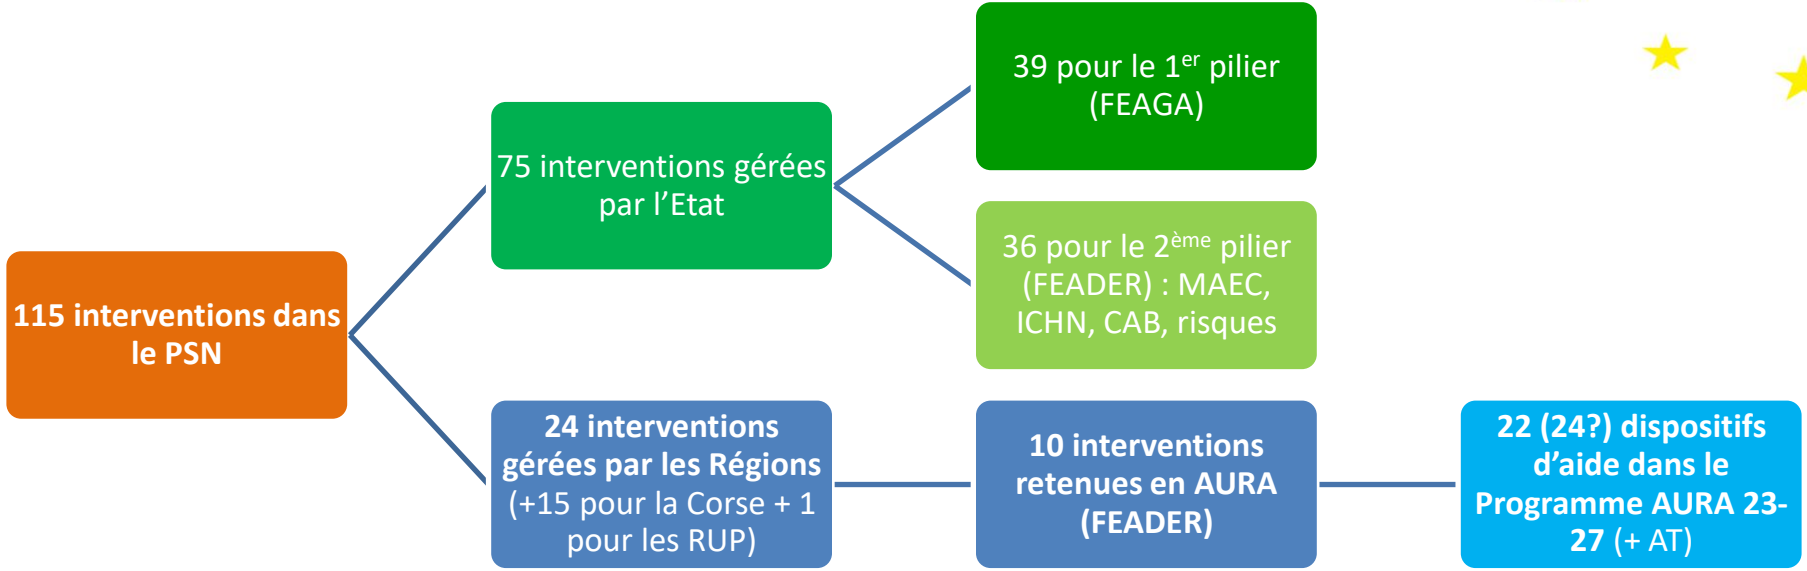 115 interventions dans
le PSN
75 interventions gérées
par l’Etat
39 pour le 1er pilier
(FEAGA)
36 pour le 2ème pilier
(FEADER) : MAEC,
ICHN, CAB, risques
24 interventions
gérées par les Régions
(+15 pour la Corse + 1
pour les RUP)
10 interventions
retenues en AURA
(FEADER)
22 (24?) dispositifs
d’aide dans le
Programme AURA 23-
27 (+ AT)